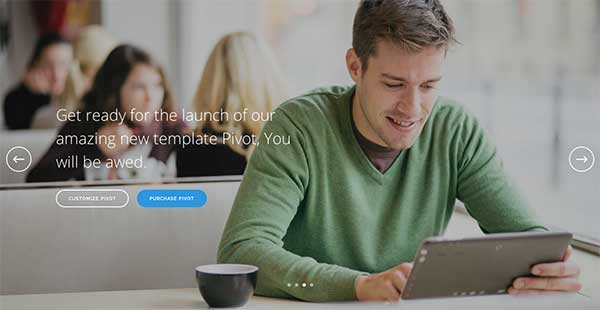 Get ready for the launch of our
amazing new template Pivot, You
will be awed.
CUSTOMIZE PIVOT
PURCHASE PIVOT